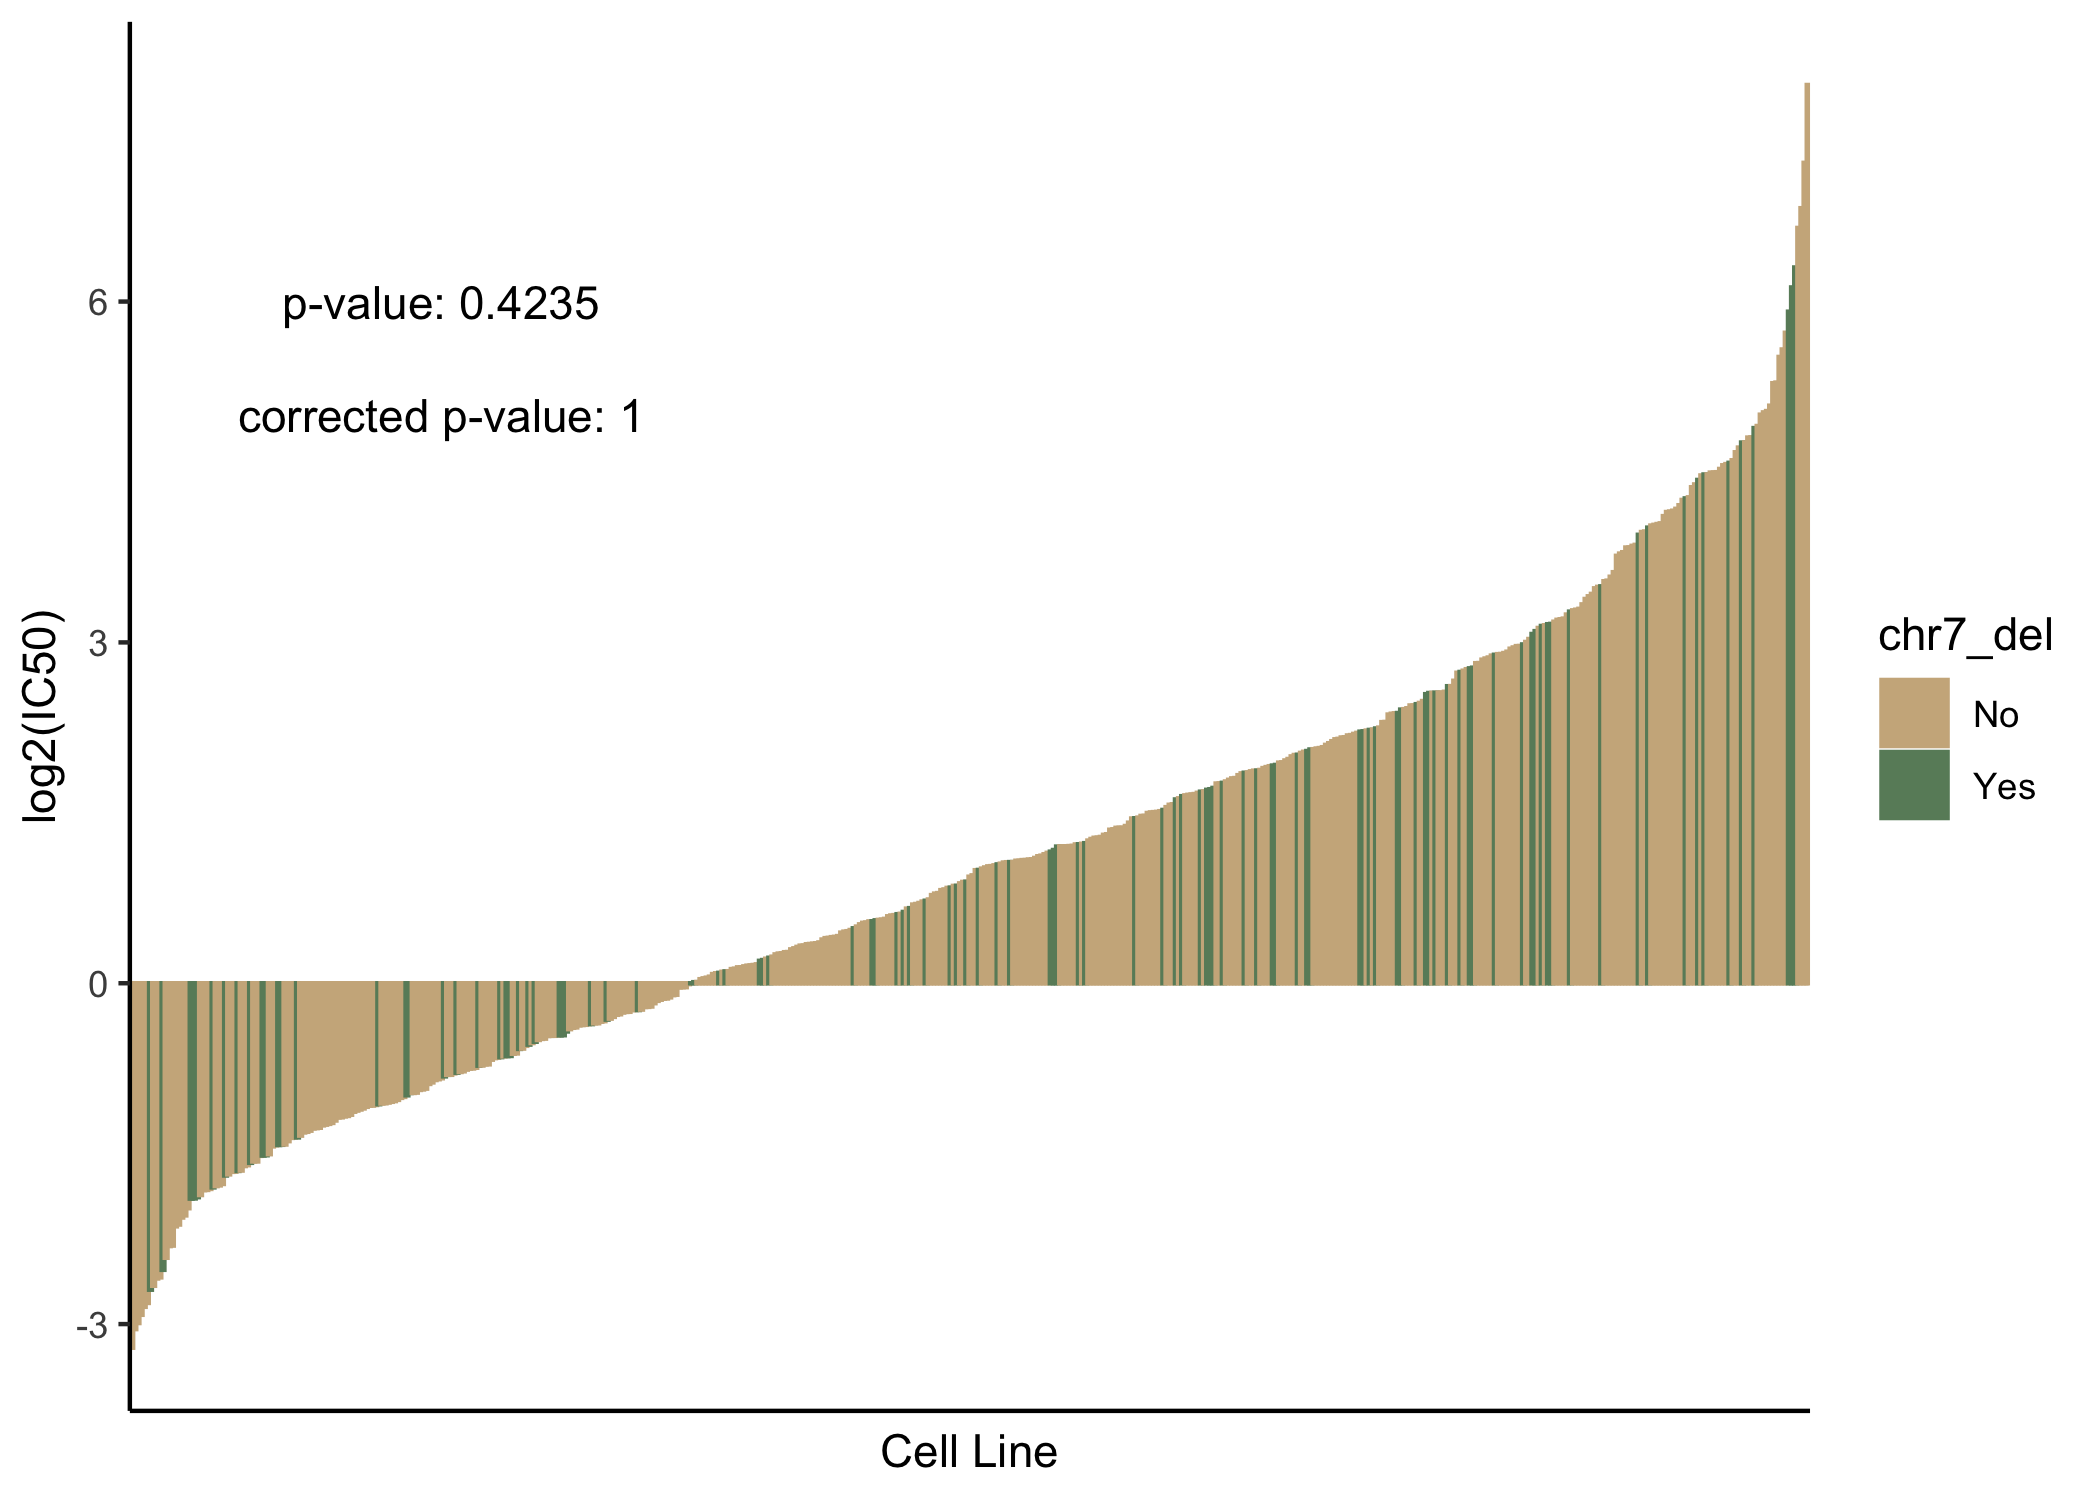 p-value: 0.4235
corrected p-value: 1
6
3
0
-3
log2(IC50)
Cell Line
chr7_del
No
Yes